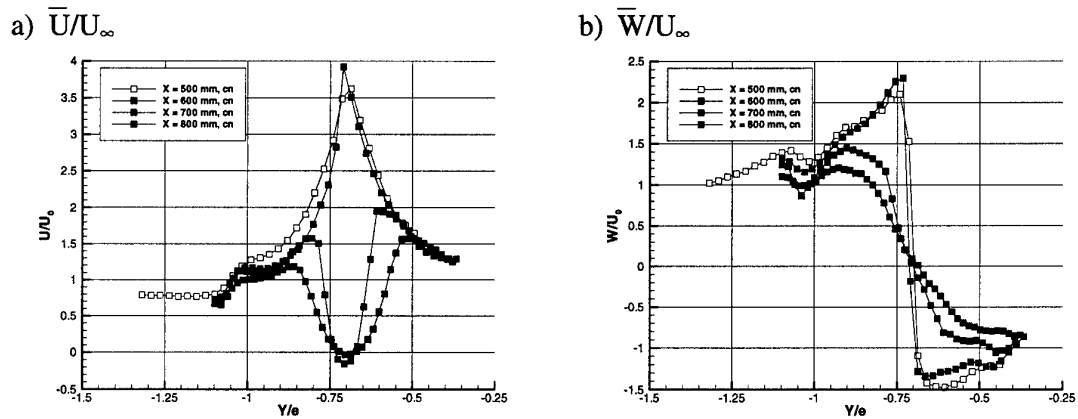 a) U̅/U∞
4
3.5
3
2.5
2
1.5
1
0.5
0
-0.5
U/U₀
X = 500 mm, cn
X = 600 mm, cn
X = 700 mm, cn
X = 800 mm, cn
-1.5
-1.25
-1
-0.75
-0.5
-0.25
Y/e
b) W̅/U∞
2.5
2
1.5
1
0.5
0
-0.5
-1
-1.5
W/U₀
X = 500 mm, cn
X = 600 mm, cn
X = 700 mm, cn
X = 800 mm, cn
-1.5
-1.25
-1
-0.75
-0.5
-0.25
Y/e